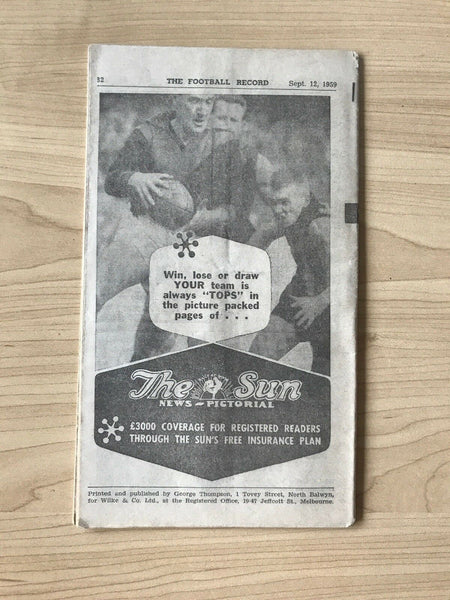 32 THE FOOTBALL RECORD Sept. 12, 1959
Win, lose or draw
YOUR team is
always "TOPS" in
the picture packed
pages of . . .
The Sun
NEWS-PICTORIAL
£3000 COVERAGE FOR REGISTERED READERS
THROUGH THE SUN'S FREE INSURANCE PLAN
Printed and published by George Thompson, 1 Tovey Street, North Balwyn,
for Wilke & Co. Ltd., at the Registered Office, 19-47 Jeffcott St., Melbourne.